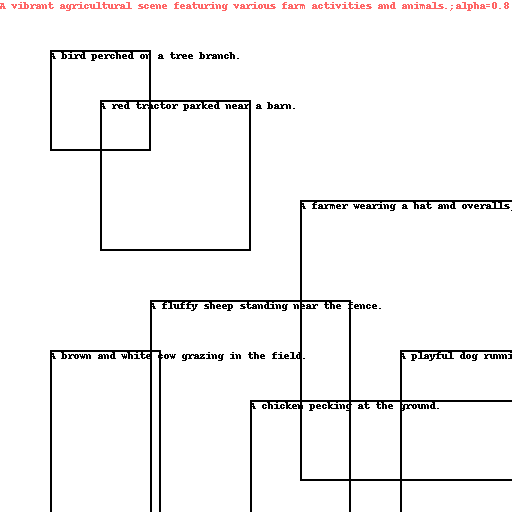 A vibrant agricultural scene featuring various farm activities and animals.;alpha=0.8
A bird perched on a tree branch.
A red tractor parked near a barn.
A farmer wearing a hat and overalls,
A fluffy sheep standing near the fence.
A brown and white cow grazing in the field.
A playful dog runni
A chicken pecking at the ground.